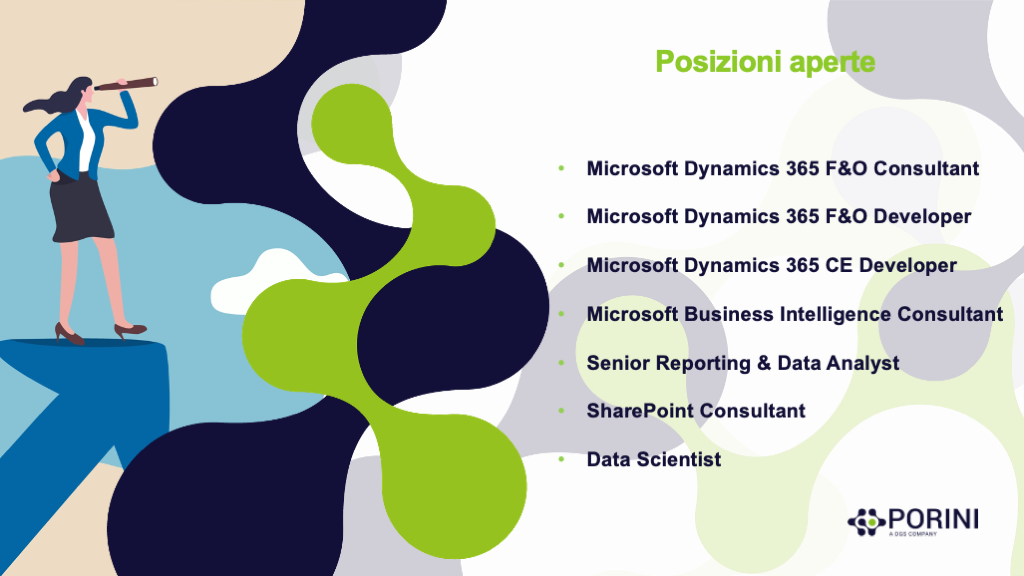 Posizioni aperte
• Microsoft Dynamics 365 F&O Consultant
• Microsoft Dynamics 365 F&O Developer
• Microsoft Dynamics 365 CE Developer
• Microsoft Business Intelligence Consultant
• Senior Reporting & Data Analyst
• SharePoint Consultant
• Data Scientist
PORINI
A DGS COMPANY